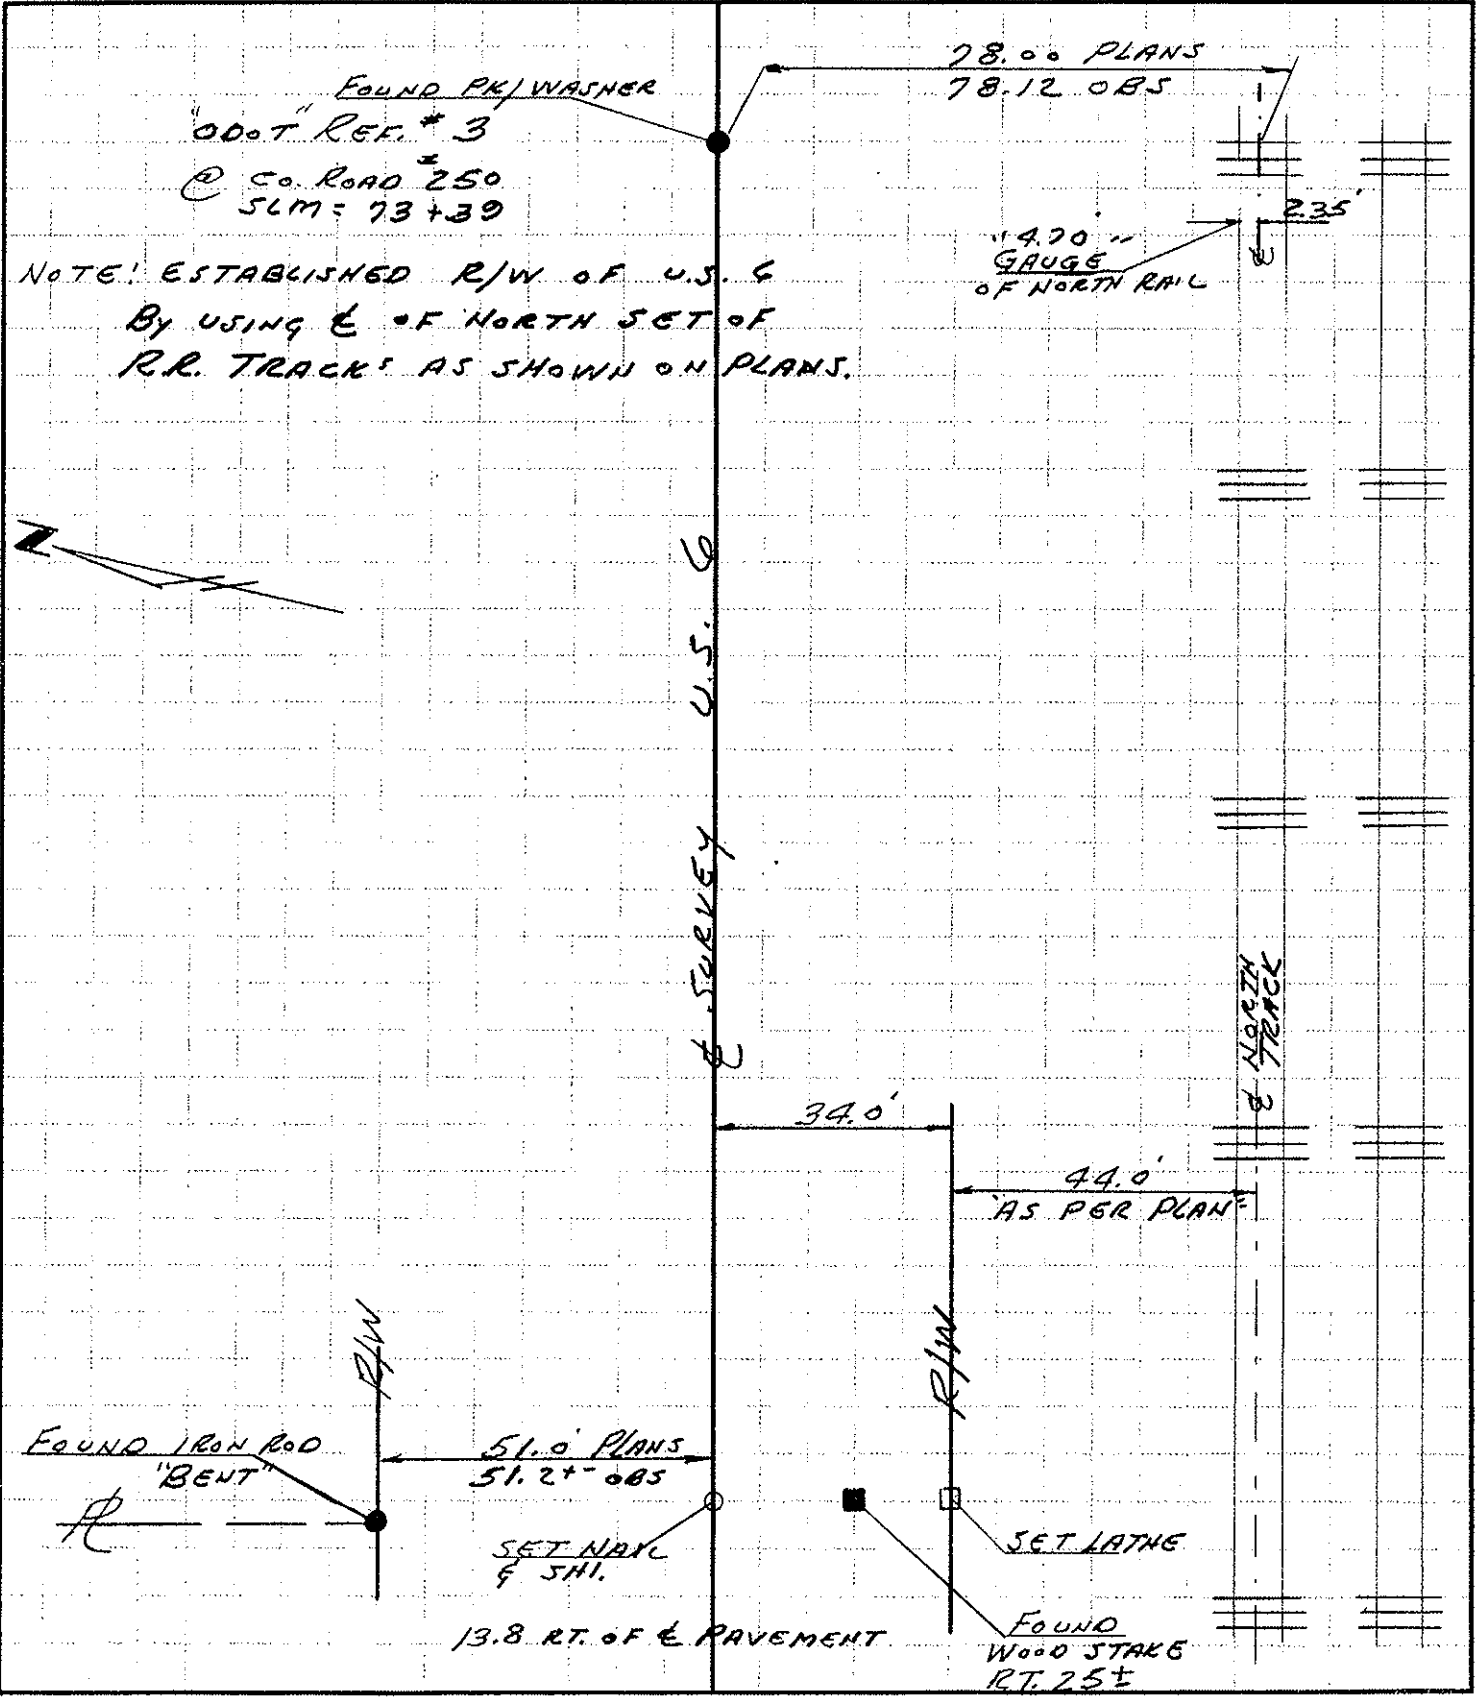 FOUND PK/WASHER
"ODOT" REF. # 3
@ CO. ROAD # 250
SLM = 73+39
78.00 PLANS
78.12 OBS
2.35'
"4.70'"
GAUGE
OF NORTH RAIL
℄
NOTE! ESTABLISHED R/W OF U.S. 6
BY USING ℄ OF NORTH SET OF
R.R. TRACKS AS SHOWN ON PLANS.
℄ SURVEY U.S. 6
℄ NORTH
TRACK
34.0'
44.0'
"AS PER PLAN"
R/W
R/W
FOUND IRON ROD
"BENT"
51.0' PLANS
51.2+- OBS
PL
SET NAIL
& SHI.
SET LATHE
13.8 RT. OF ℄ PAVEMENT
FOUND
WOOD STAKE
RT. 25±